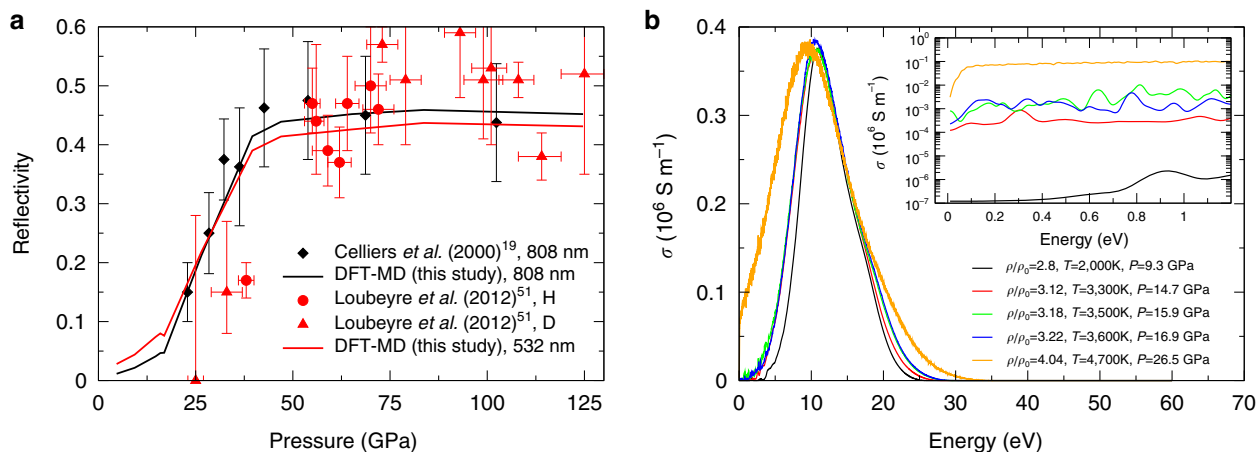 a
0.6
0.5
0.4
0.3
0.2
0.1
0
Reflectivity
0 25 50 75 100 125
Pressure (GPa)
Celliers et al. (2000)19, 808 nm
DFT-MD (this study), 808 nm
Loubeyre et al. (2012)51, H
Loubeyre et al. (2012)51, D
DFT-MD (this study), 532 nm
b
0.4
0.3
0.2
0.1
0
σ (10⁶ S m⁻¹)
0 10 20 30 40 50 60 70
Energy (eV)
10⁰
10⁻¹
10⁻²
10⁻³
10⁻⁴
10⁻⁵
10⁻⁶
10⁻⁷
σ (10⁶ S m⁻¹)
0 0.2 0.4 0.6 0.8 1
Energy (eV)
ρ/ρ₀=2.8, T=2,000K, P=9.3 GPa
ρ/ρ₀=3.12, T=3,300K, P=14.7 GPa
ρ/ρ₀=3.18, T=3,500K, P=15.9 GPa
ρ/ρ₀=3.22, T=3,600K, P=16.9 GPa
ρ/ρ₀=4.04, T=4,700K, P=26.5 GPa